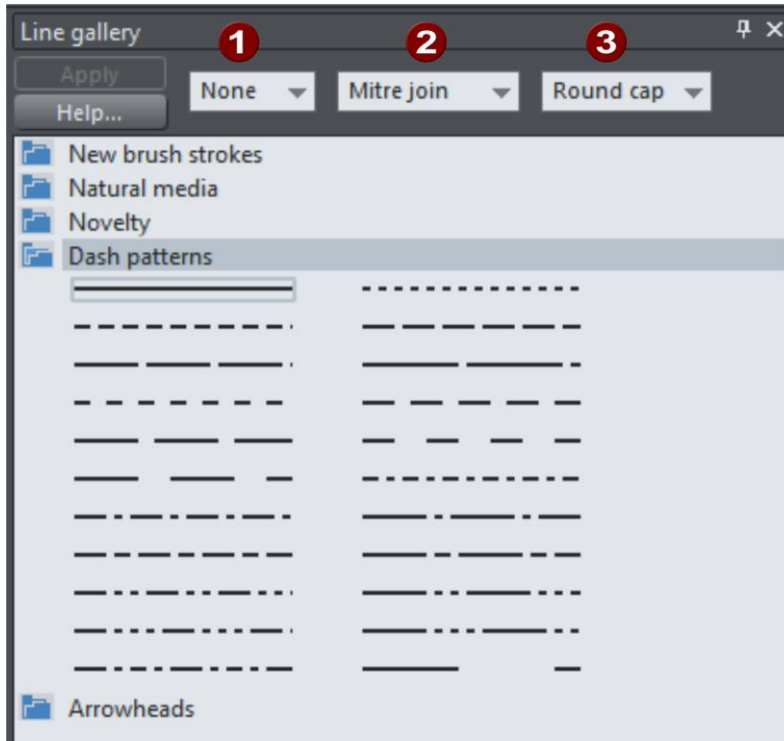 Line gallery
1 2 3
Apply
None Mitre join Round cap
Help...
New brush strokes
Natural media
Novelty
Dash patterns
Arrowheads